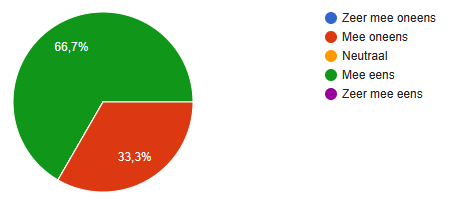 66,7%
33,3%
Zeer mee oneens
Mee oneens
Neutraal
Mee eens
Zeer mee eens